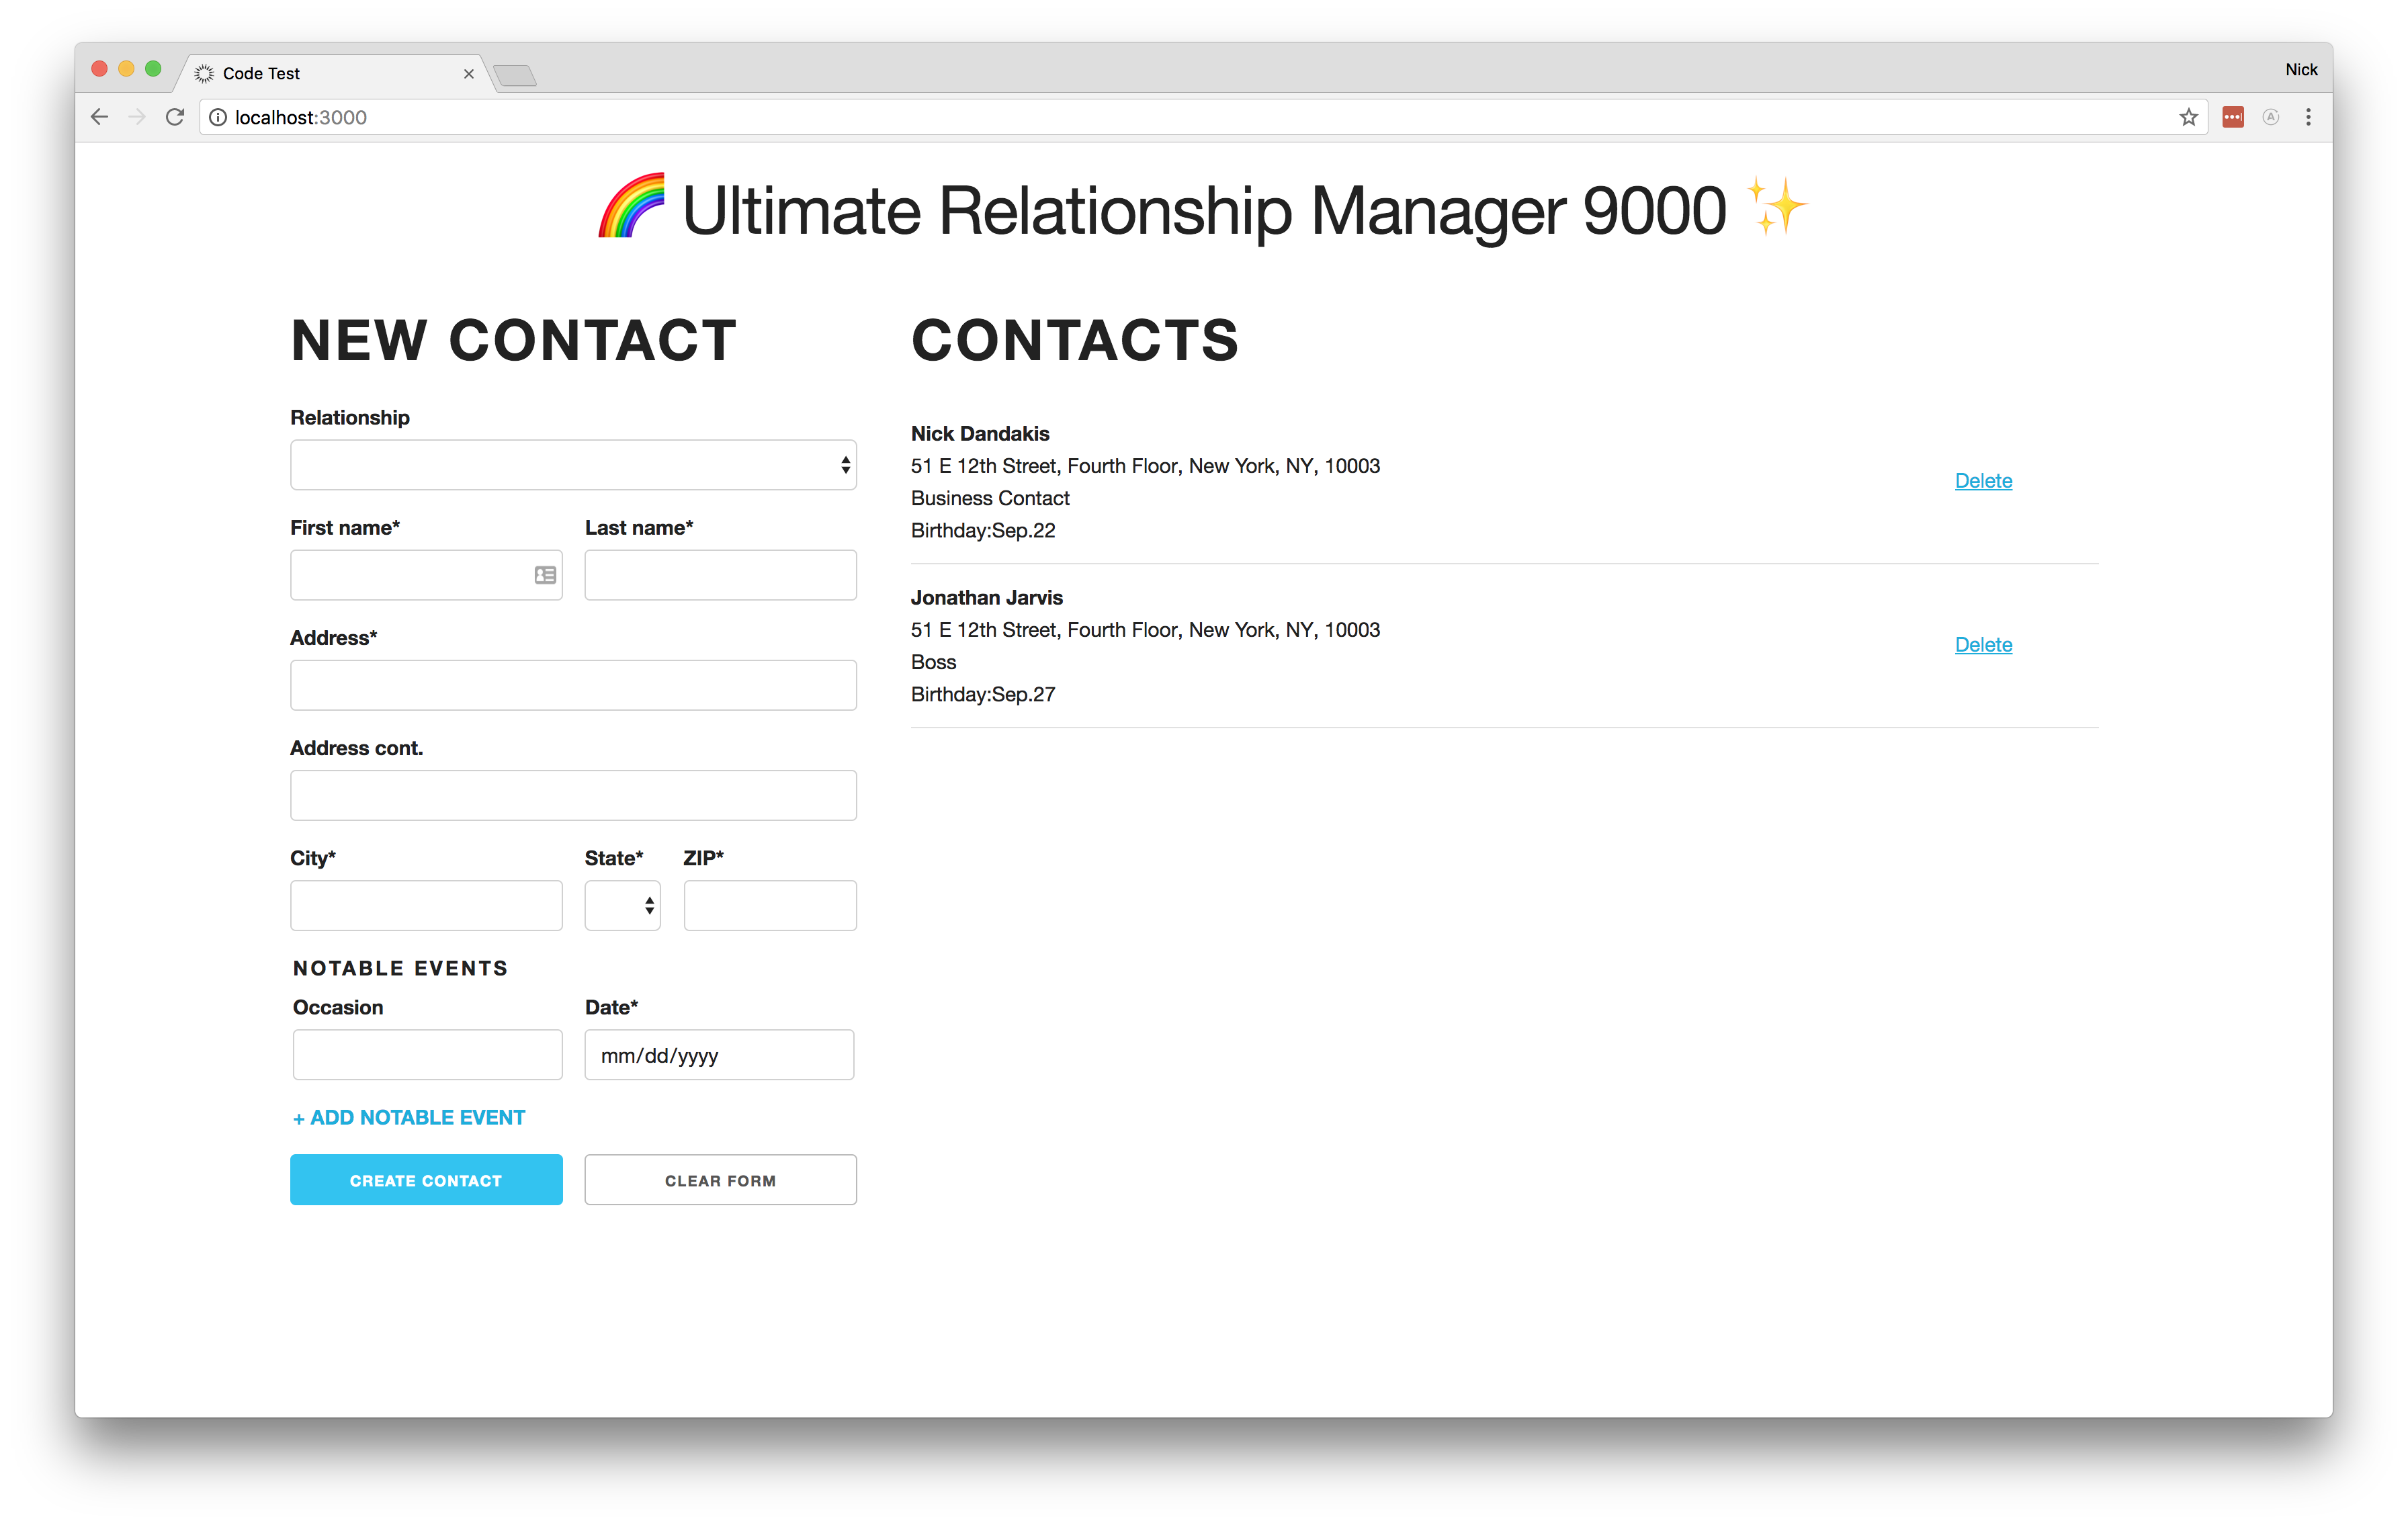 Code Test
Nick
localhost:3000
🌈 Ultimate Relationship Manager 9000 ✨
NEW CONTACT
Relationship
First name*
Last name*
Address*
Address cont.
City*
State*
ZIP*
NOTABLE EVENTS
Occasion
Date*
mm/dd/yyyy
+ ADD NOTABLE EVENT
CREATE CONTACT
CLEAR FORM
CONTACTS
Nick Dandakis
51 E 12th Street, Fourth Floor, New York, NY, 10003
Business Contact
Birthday:Sep.22
Delete
Jonathan Jarvis
51 E 12th Street, Fourth Floor, New York, NY, 10003
Boss
Birthday:Sep.27
Delete